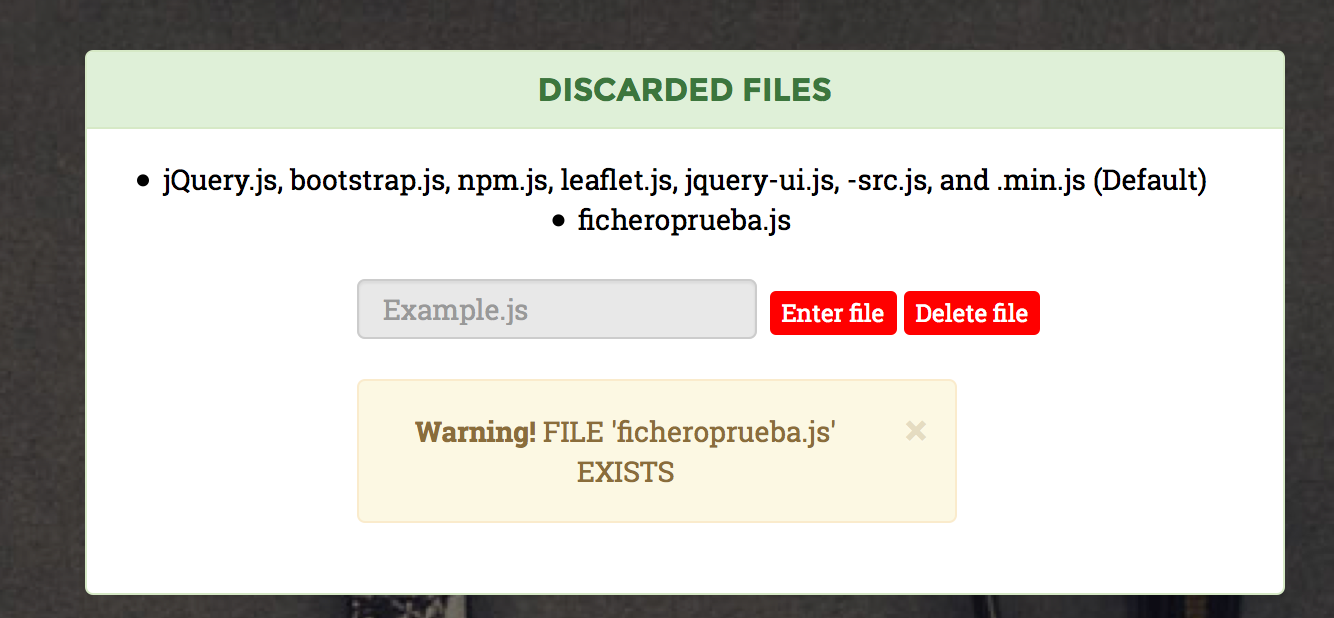 DISCARDED FILES
• jQuery.js, bootstrap.js, npm.js, leaflet.js, jquery-ui.js, -src.js, and .min.js (Default)
• ficheroprueba.js
Example.js Enter file Delete file
Warning! FILE 'ficheroprueba.js' ×
EXISTS